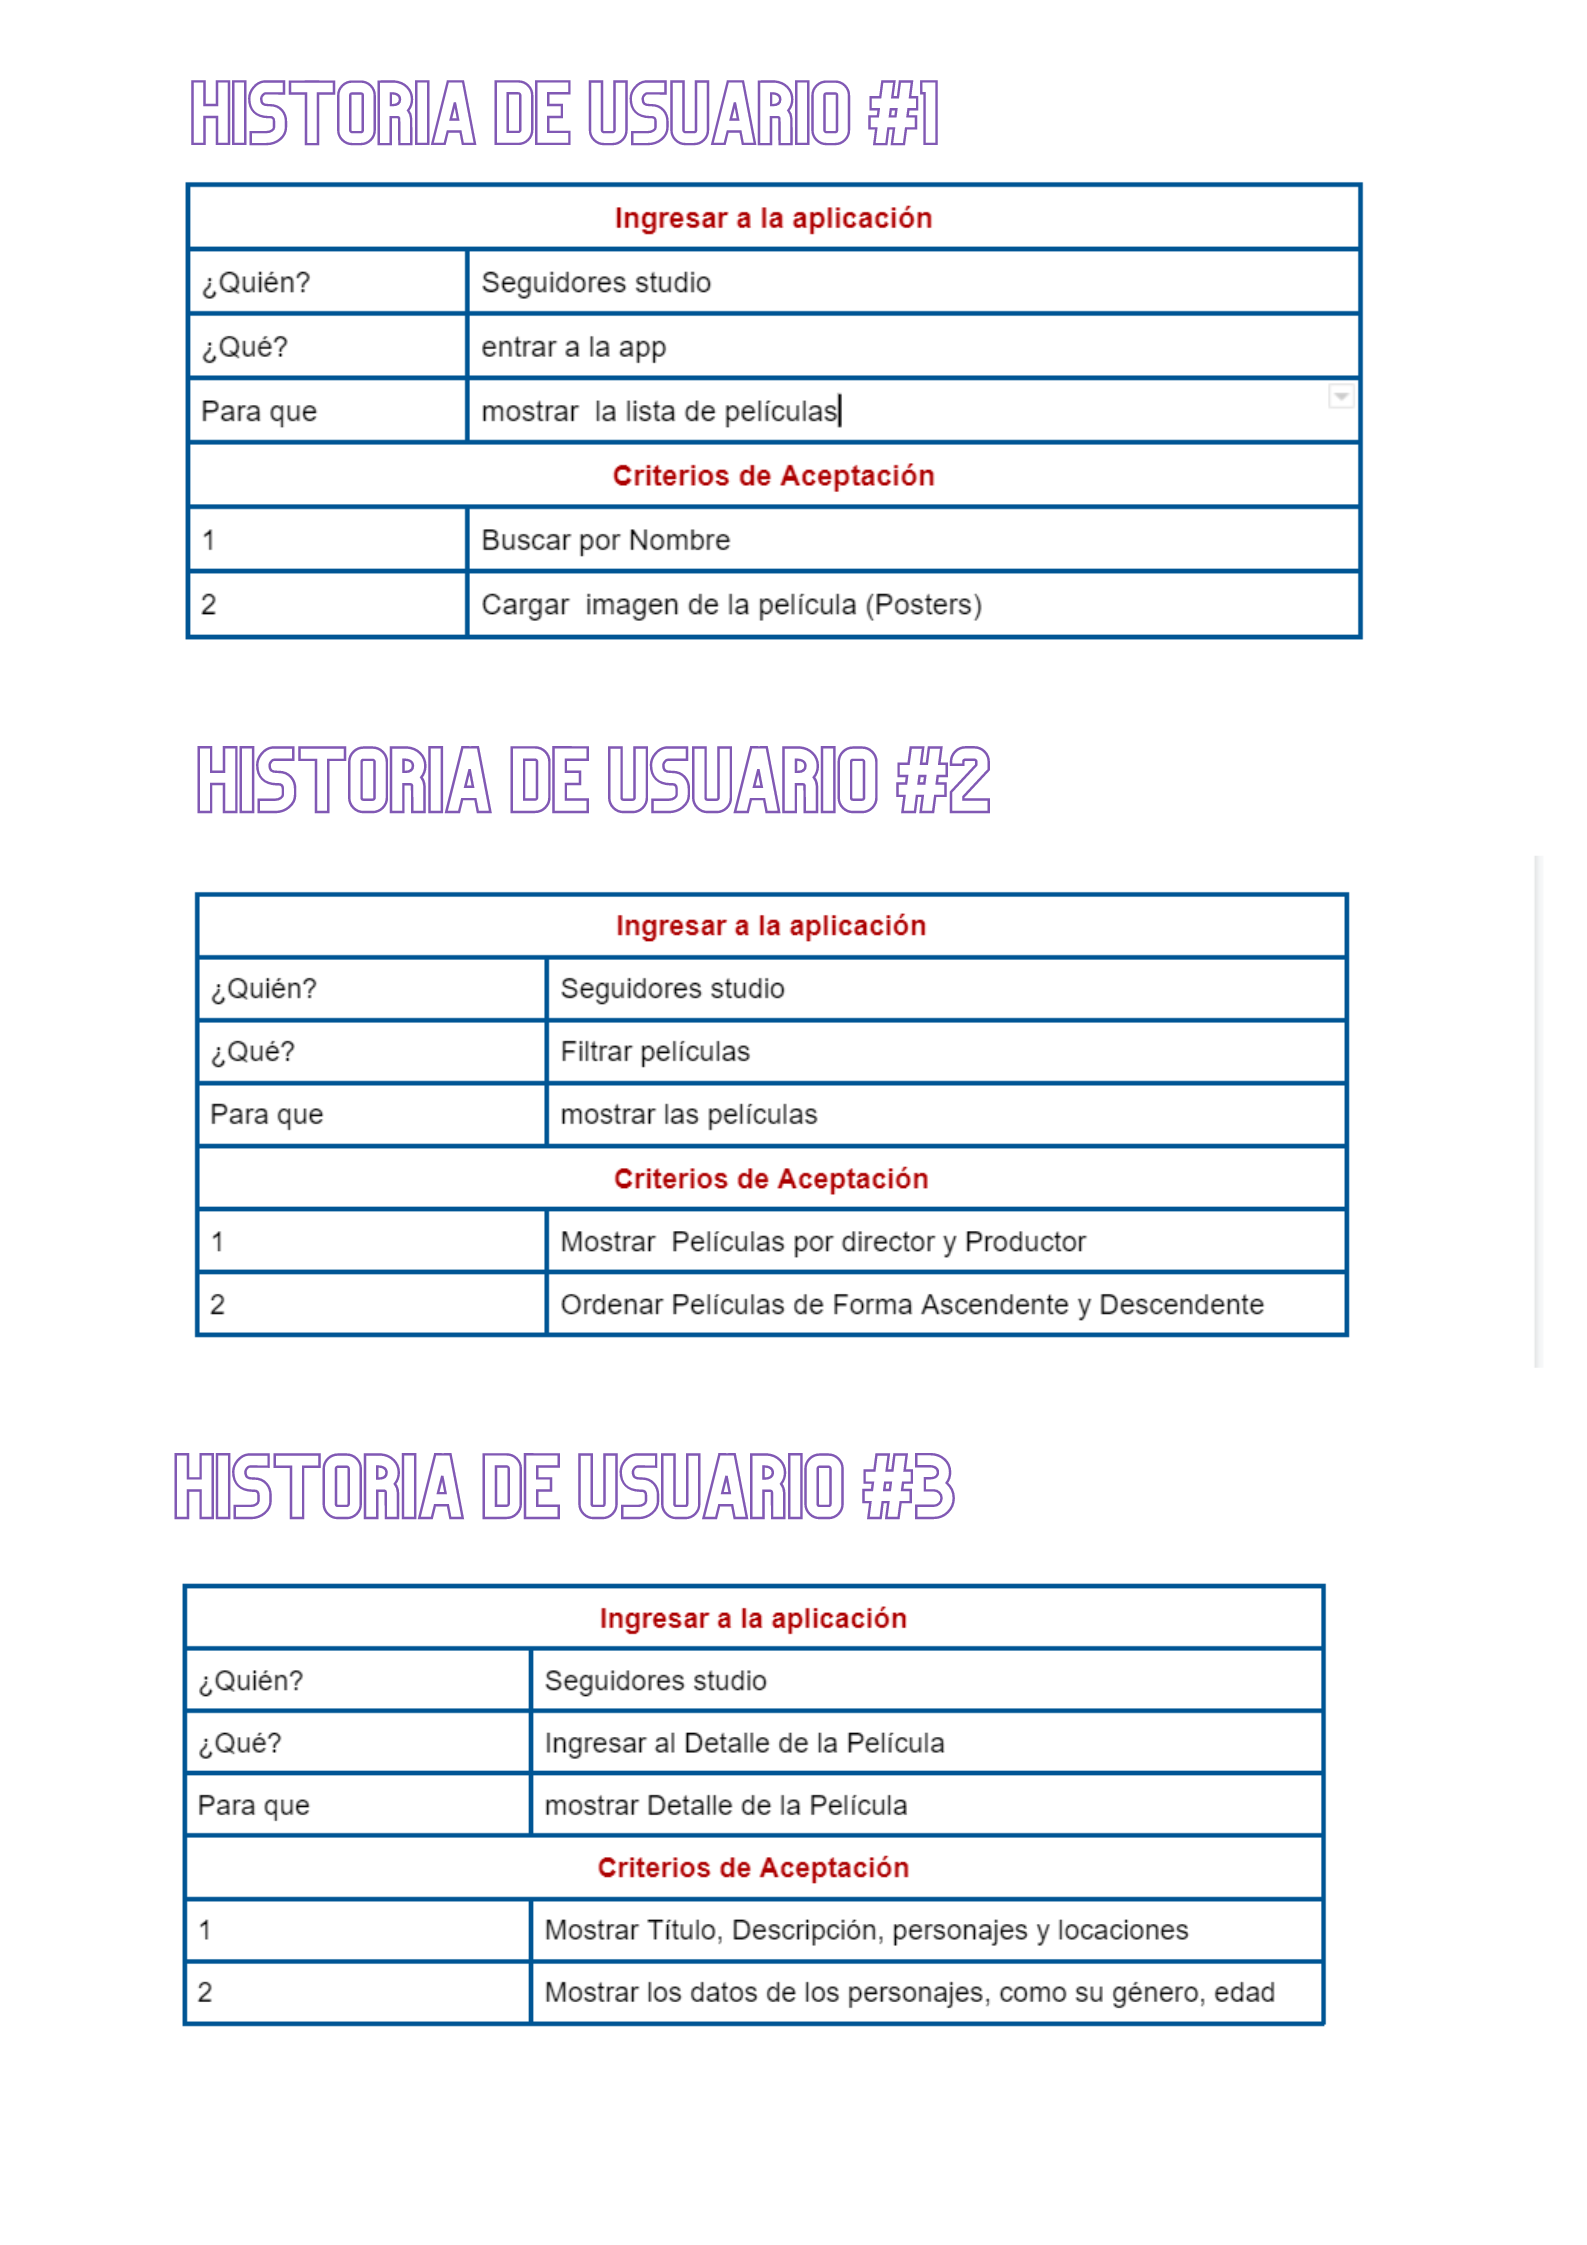 HISTORIA DE USUARIO #1
Ingresar a la aplicación
¿Quién? Seguidores studio
¿Qué? entrar a la app
Para que mostrar la lista de películas
Criterios de Aceptación
1 Buscar por Nombre
2 Cargar imagen de la película (Posters)
HISTORIA DE USUARIO #2
Ingresar a la aplicación
¿Quién? Seguidores studio
¿Qué? Filtrar películas
Para que mostrar las películas
Criterios de Aceptación
1 Mostrar Películas por director y Productor
2 Ordenar Películas de Forma Ascendente y Descendente
HISTORIA DE USUARIO #3
Ingresar a la aplicación
¿Quién? Seguidores studio
¿Qué? Ingresar al Detalle de la Película
Para que mostrar Detalle de la Película
Criterios de Aceptación
1 Mostrar Título, Descripción, personajes y locaciones
2 Mostrar los datos de los personajes, como su género, edad